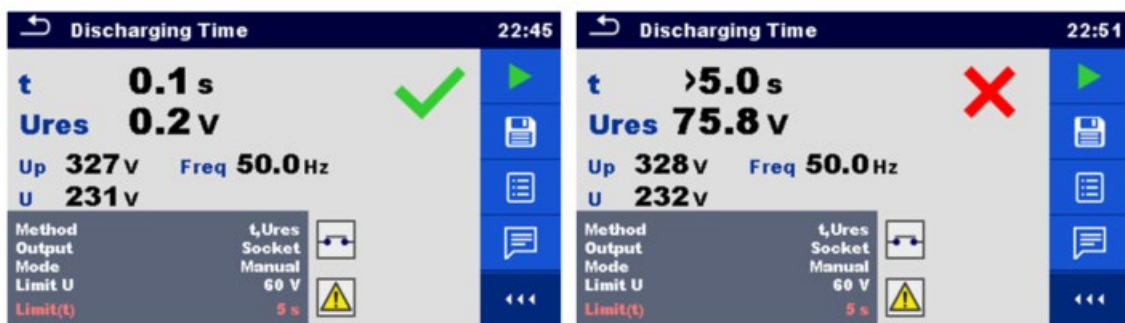 Discharging Time 22:45
t 0.1 s
Ures 0.2 V
Up 327 V Freq 50.0 Hz
U 231 V
Method t,Ures
Output Socket
Mode Manual
Limit U 60 V
Limit(t) 5 s
Discharging Time 22:51
t >5.0 s
Ures 75.8 V
Up 328 V Freq 50.0 Hz
U 232 V
Method t,Ures
Output Socket
Mode Manual
Limit U 60 V
Limit(t) 5 s